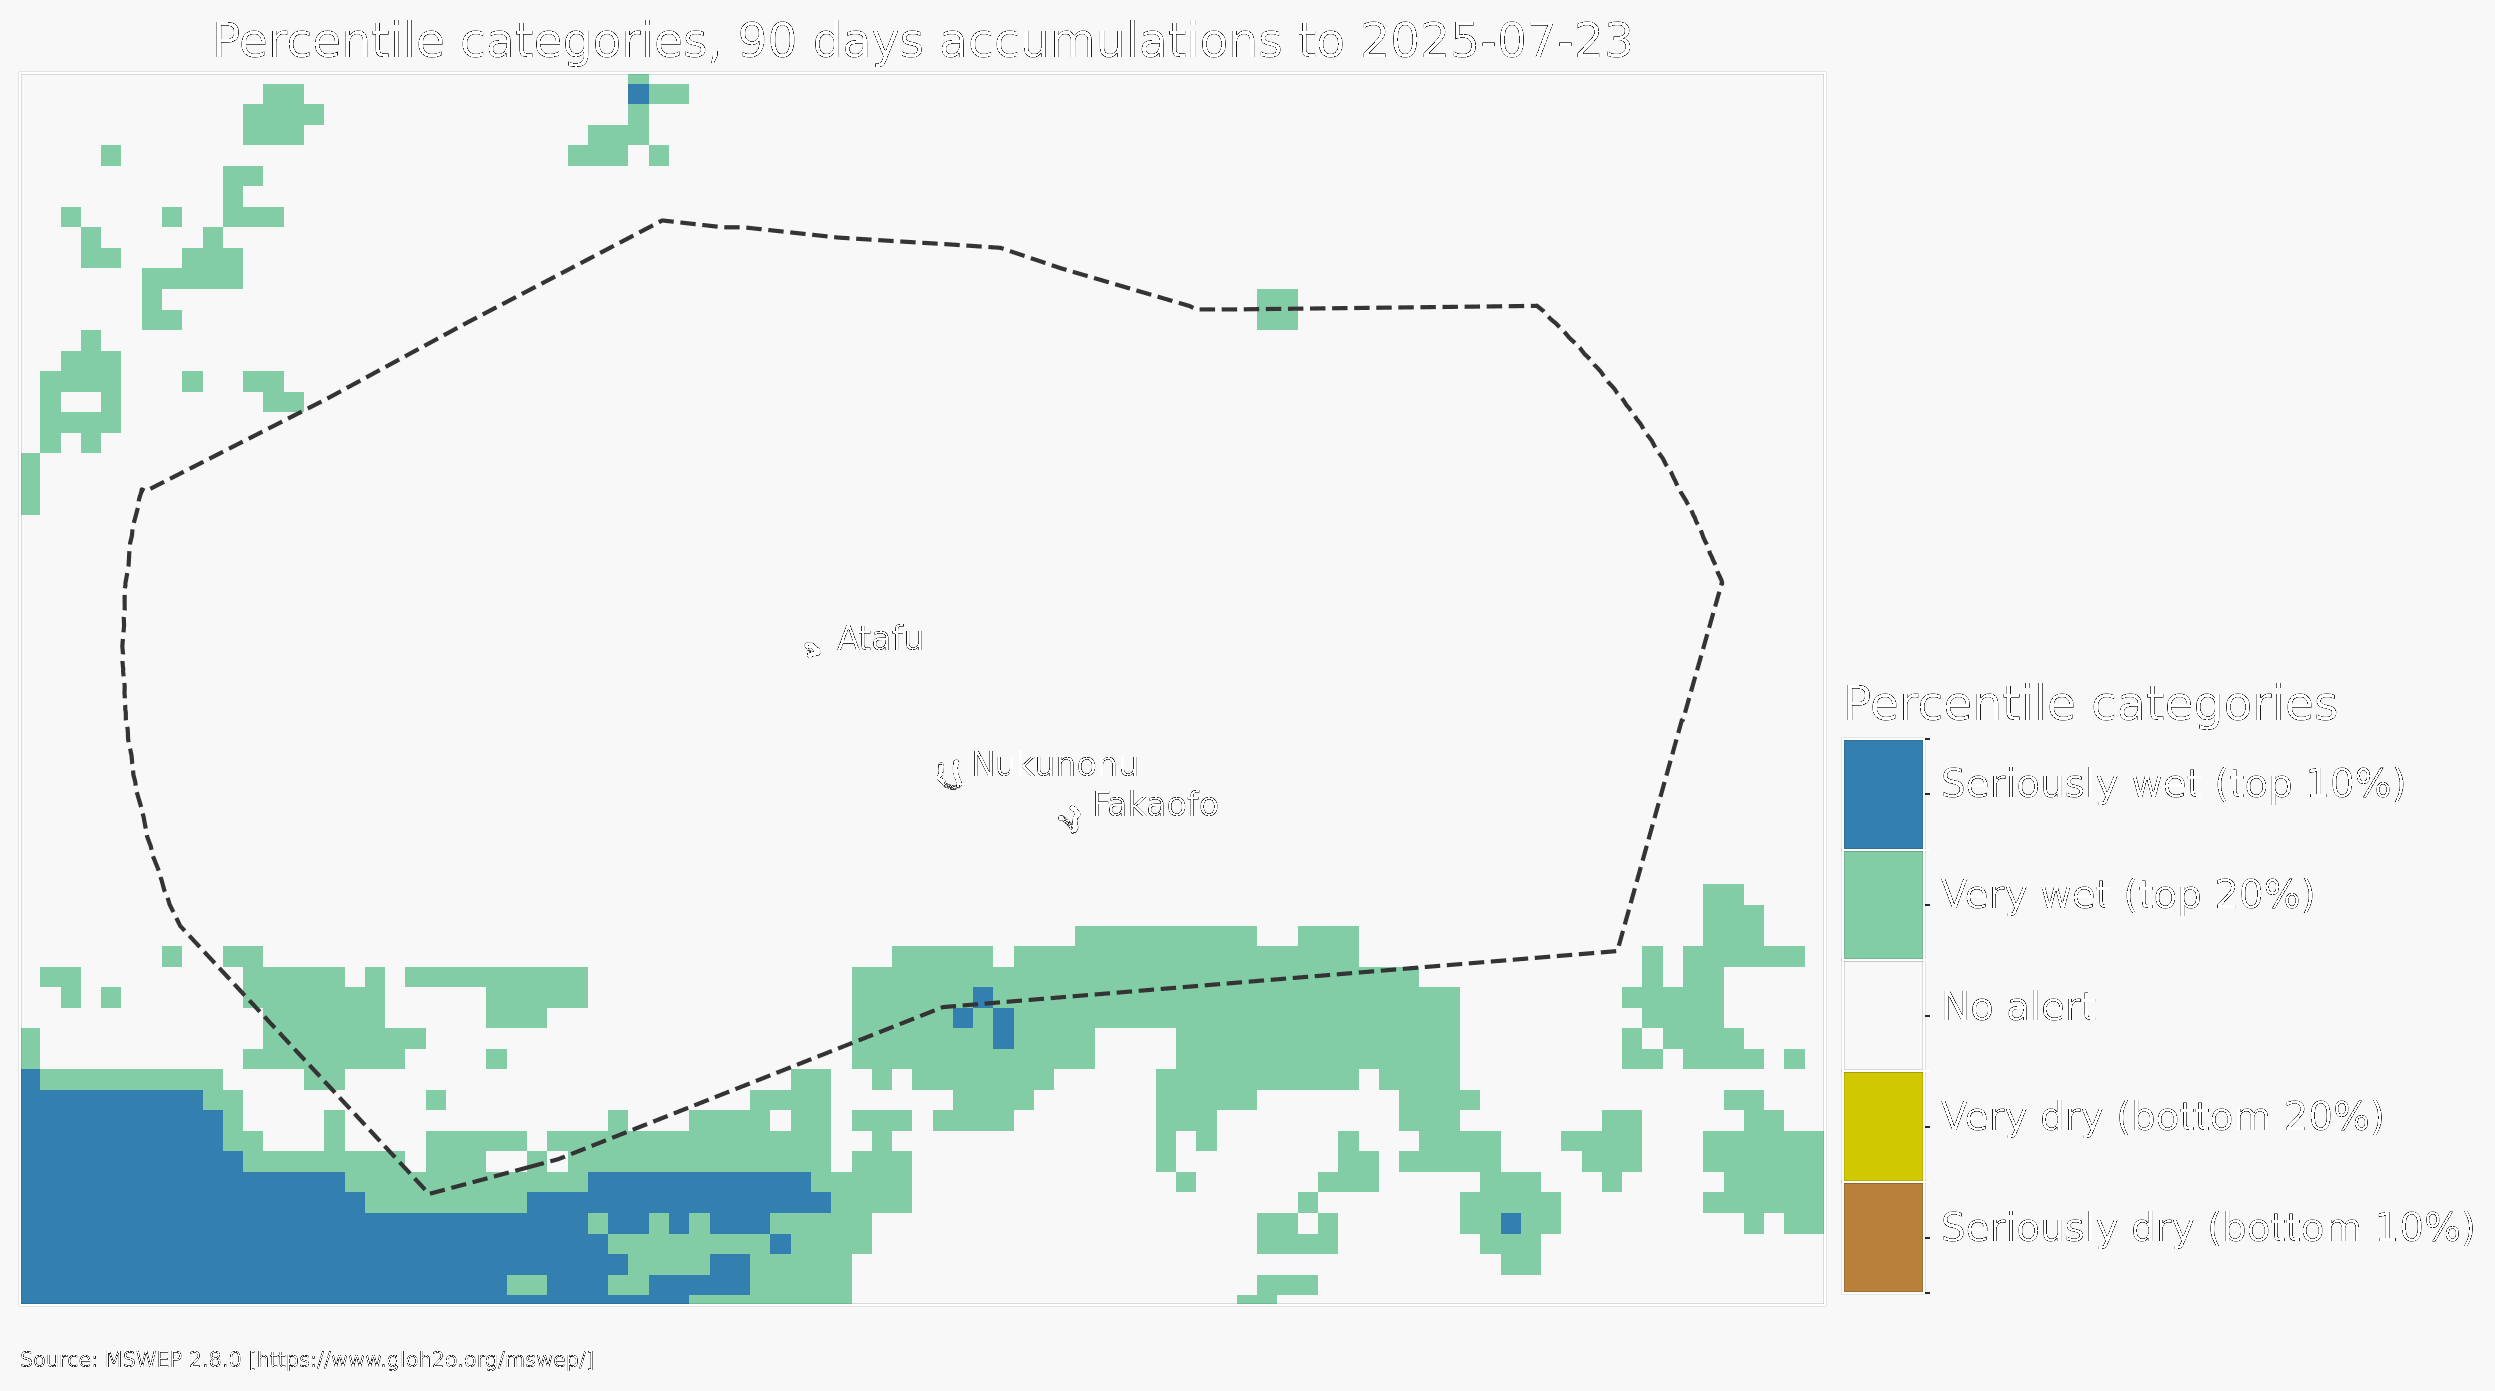 Percentile categories, 90 days accumulations to 2025-07-23
Atafu
Nukunonu
Fakaofo
Percentile categories
Seriously wet (top 10%)
Very wet (top 20%)
No alert
Very dry (bottom 20%)
Seriously dry (bottom 10%)
Source: MSWEP 2.8.0 [https://www.gloh2o.org/mswep/]